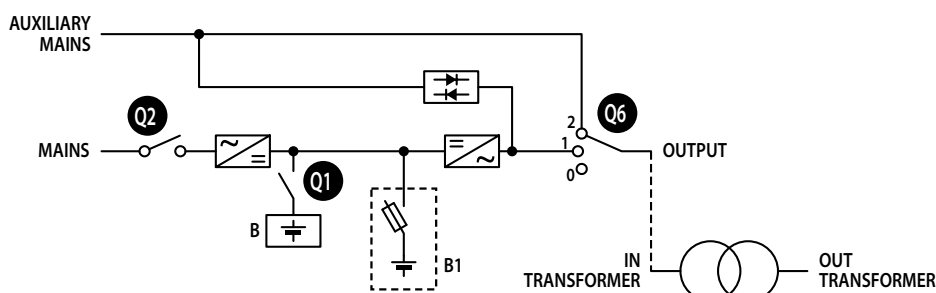 AUXILIARY
MAINS
Q2
Q6
2
MAINS
1
OUTPUT
0
Q1
B
B1
IN
TRANSFORMER
OUT
TRANSFORMER